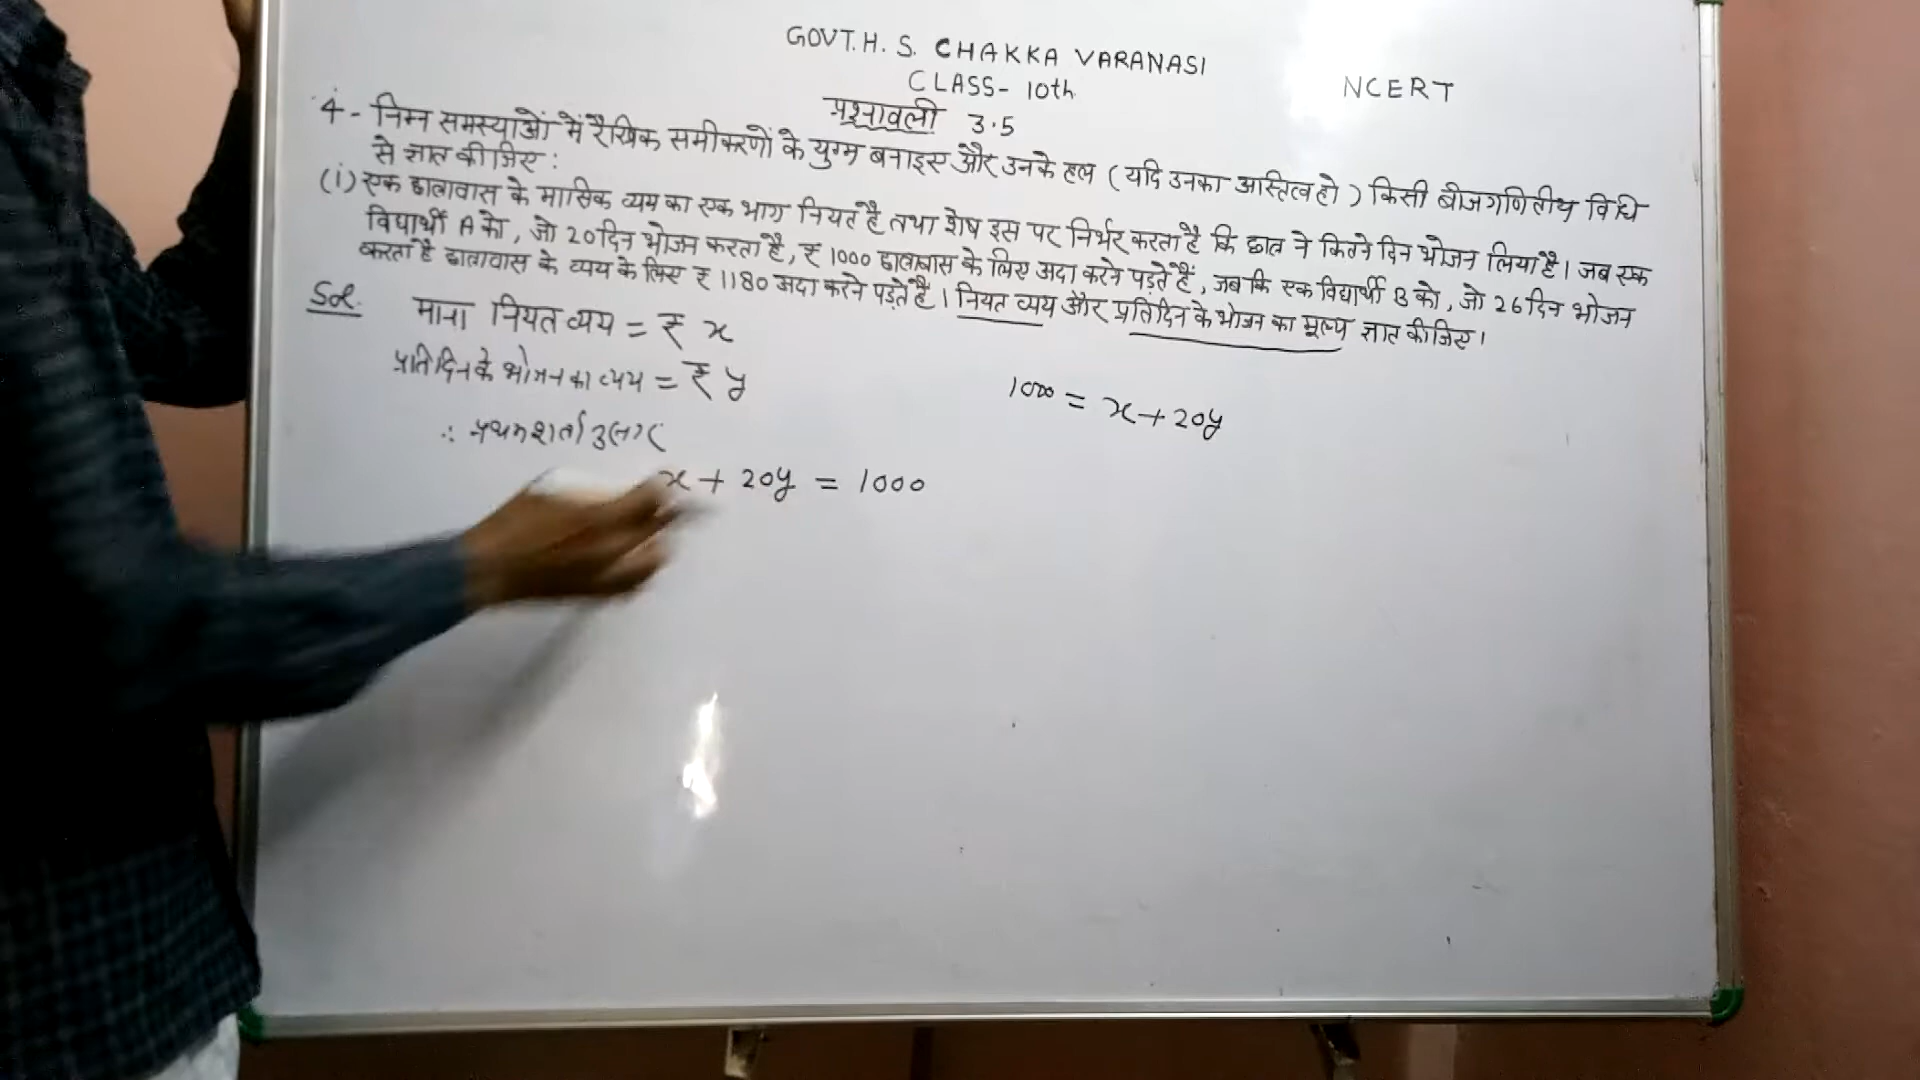 GOVT. H. S. CHAKKA VARANASI
CLASS- 10th
NCERT
प्रश्नावली 3.5
4 - निम्न समस्याओं में रैखिक समीकरणों के युग्म बनाइए और उनके हल (यदि उनका अस्तित्व हो) किसी बीजगणितीय विधि
से ज्ञात कीजिए :
(i) एक छात्रावास के मासिक व्यय का एक भाग नियत है तथा शेष इस पर निर्भर करता है कि छात्र ने कितने दिन भोजन लिया है। जब एक
विद्यार्थी A को, जो 20 दिन भोजन करता है, ₹ 1000 छात्रावास के लिए अदा करने पड़ते हैं, जबकि एक विद्यार्थी B को, जो 26 दिन भोजन
करता है छात्रावास के व्यय के लिए ₹ 1180 अदा करने पड़ते हैं। नियत व्यय और प्रतिदिन के भोजन का मूल्य ज्ञात कीजिए।
Sol. माना नियत व्यय = ₹ x
प्रतिदिन के भोजन का व्यय = ₹ y
1000 = x + 20y
∴ प्रथम शर्तानुसार
x + 20y = 1000